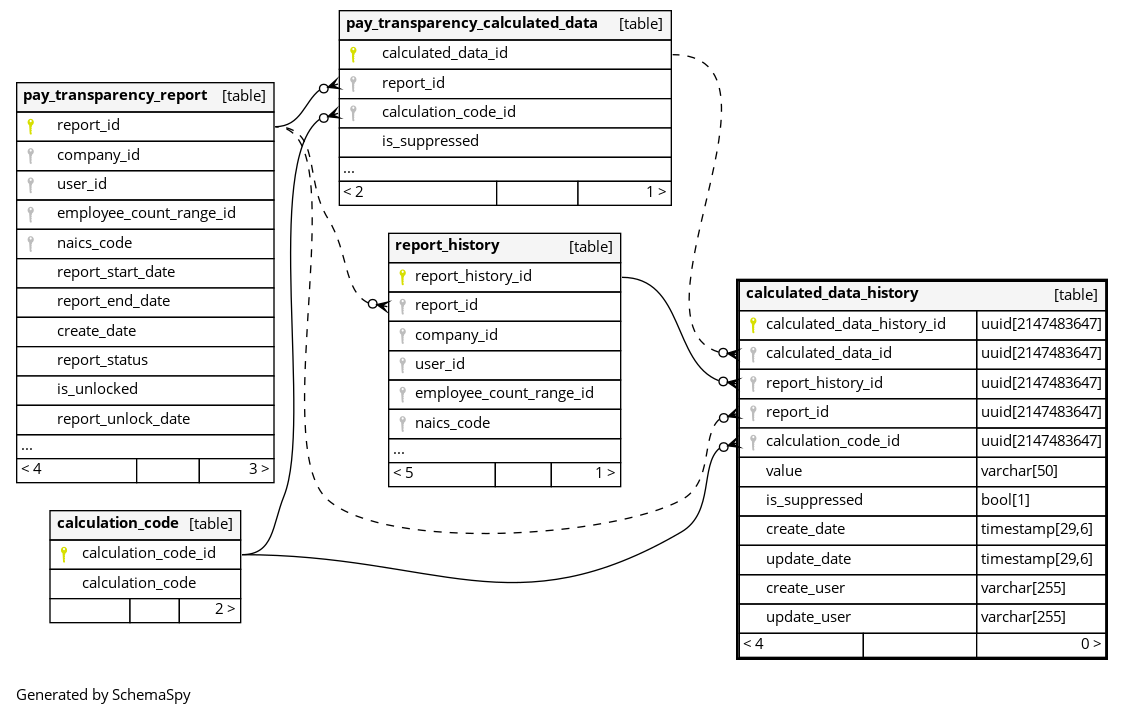 pay_transparency_calculated_data [table]
calculated_data_id
report_id
calculation_code_id
is_suppressed
...
< 2 1 >
pay_transparency_report [table]
report_id
company_id
user_id
employee_count_range_id
naics_code
report_start_date
report_end_date
create_date
report_status
is_unlocked
report_unlock_date
...
< 4 3 >
report_history [table]
report_history_id
report_id
company_id
user_id
employee_count_range_id
naics_code
...
< 5 1 >
calculated_data_history [table]
calculated_data_history_id uuid[2147483647]
calculated_data_id uuid[2147483647]
report_history_id uuid[2147483647]
report_id uuid[2147483647]
calculation_code_id uuid[2147483647]
value varchar[50]
is_suppressed bool[1]
create_date timestamp[29,6]
update_date timestamp[29,6]
create_user varchar[255]
update_user varchar[255]
< 4 0 >
calculation_code [table]
calculation_code_id
calculation_code
2 >
Generated by SchemaSpy